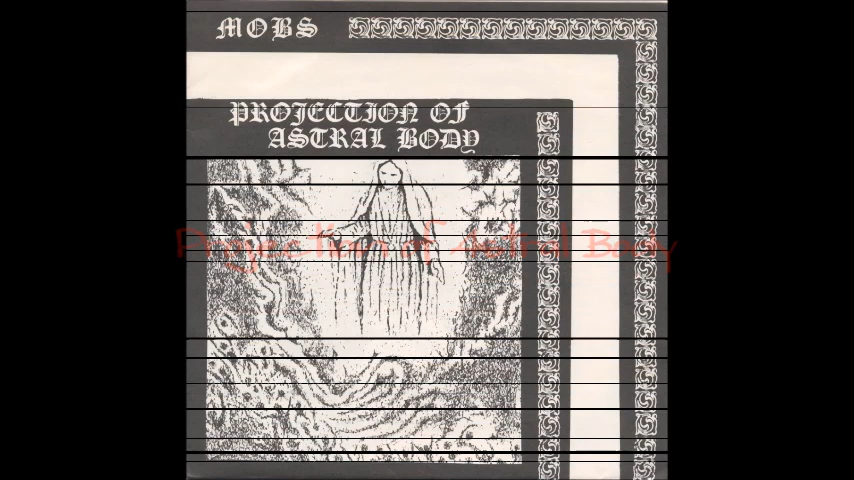 MOBS
PROJECTION OF
ASTRAL BODY
Projection of Astral Body